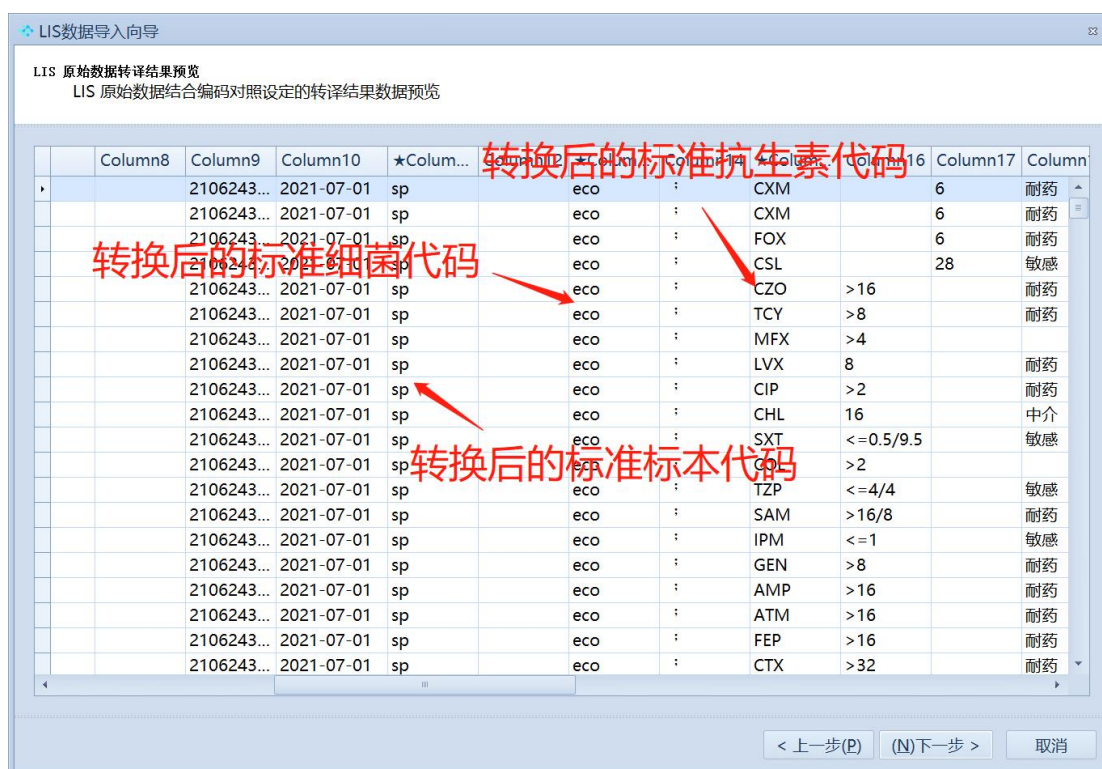 LIS数据导入向导
LIS 原始数据转译结果预览
LIS 原始数据结合编码对照设定的转译结果数据预览
Column8 Column9 Column10 ★Colum... Column12 ★Colum... Column14 ★Colum... Column16 Column17 Column
转换后的标准抗生素代码
2106243... 2021-07-01 sp eco ; CXM 6 耐药
2106243... 2021-07-01 sp eco ; CXM 6 耐药
2106243... 2021-07-01 sp eco ; FOX 6 耐药
转换后的标准细菌代码
2106243... 2021-07-01 sp eco ; CSL 28 敏感
2106243... 2021-07-01 sp eco ; CZO >16 耐药
2106243... 2021-07-01 sp eco ; TCY >8 耐药
2106243... 2021-07-01 sp eco ; MFX >4
2106243... 2021-07-01 sp eco ; LVX 8 耐药
2106243... 2021-07-01 sp eco ; CIP >2 耐药
2106243... 2021-07-01 sp eco ; CHL 16 中介
2106243... 2021-07-01 sp eco ; SXT <=0.5/9.5 敏感
转换后的标准标本代码
2106243... 2021-07-01 sp eco ; COL >2
2106243... 2021-07-01 sp eco ; TZP <=4/4 敏感
2106243... 2021-07-01 sp eco ; SAM >16/8 耐药
2106243... 2021-07-01 sp eco ; IPM <=1 敏感
2106243... 2021-07-01 sp eco ; GEN >8 耐药
2106243... 2021-07-01 sp eco ; AMP >16 耐药
2106243... 2021-07-01 sp eco ; ATM >16 耐药
2106243... 2021-07-01 sp eco ; FEP >16 耐药
2106243... 2021-07-01 sp eco ; CTX >32 耐药
< 上一步(P) (N)下一步 > 取消